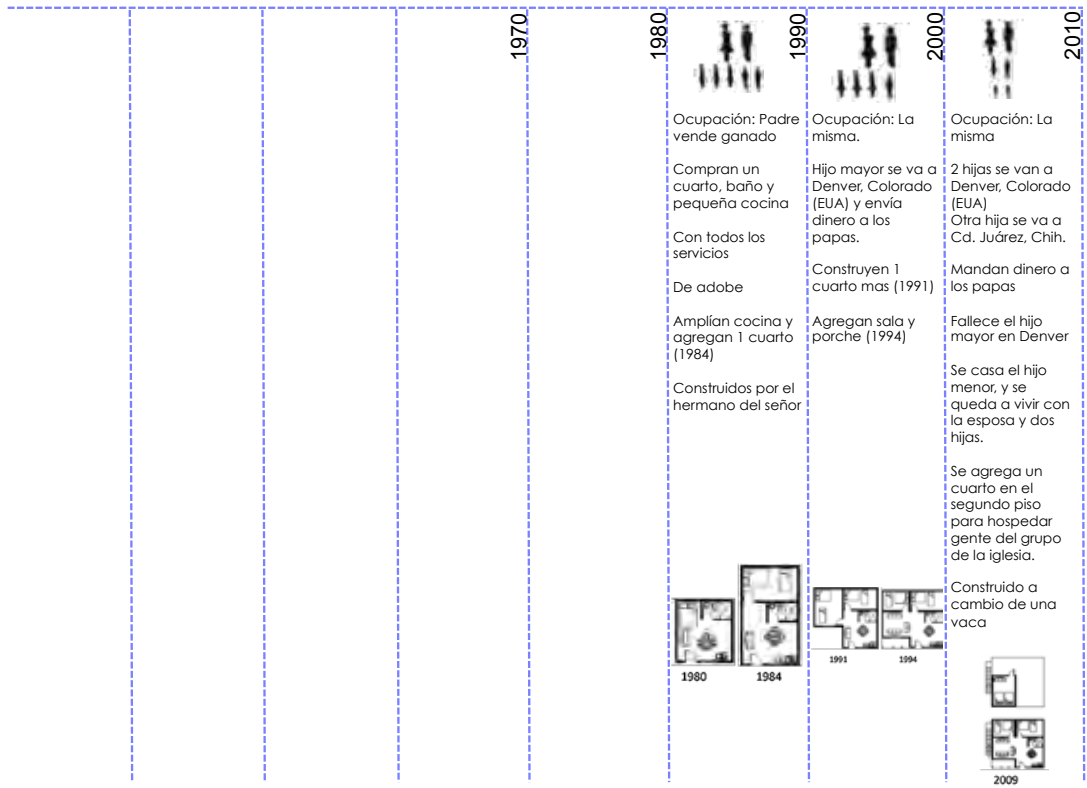 1970
1980
1990
2000
2010
Ocupación: Padre
vende ganado
Compran un
cuarto, baño y
pequeña cocina
Con todos los
servicios
De adobe
Amplían cocina y
agregan 1 cuarto
(1984)
Construidos por el
hermano del señor
1980
1984
Ocupación: La
misma.
Hijo mayor se va a
Denver, Colorado
(EUA) y envía
dinero a los
papas.
Construyen 1
cuarto mas (1991)
Agregan sala y
porche (1994)
1991
1994
Ocupación: La
misma
2 hijas se van a
Denver, Colorado
(EUA)
Otra hija se va a
Cd. Juárez, Chih.
Mandan dinero a
los papas
Fallece el hijo
mayor en Denver
Se casa el hijo
menor, y se
queda a vivir con
la esposa y dos
hijas.
Se agrega un
cuarto en el
segundo piso
para hospedar
gente del grupo
de la iglesia.
Construido a
cambio de una
vaca
2009